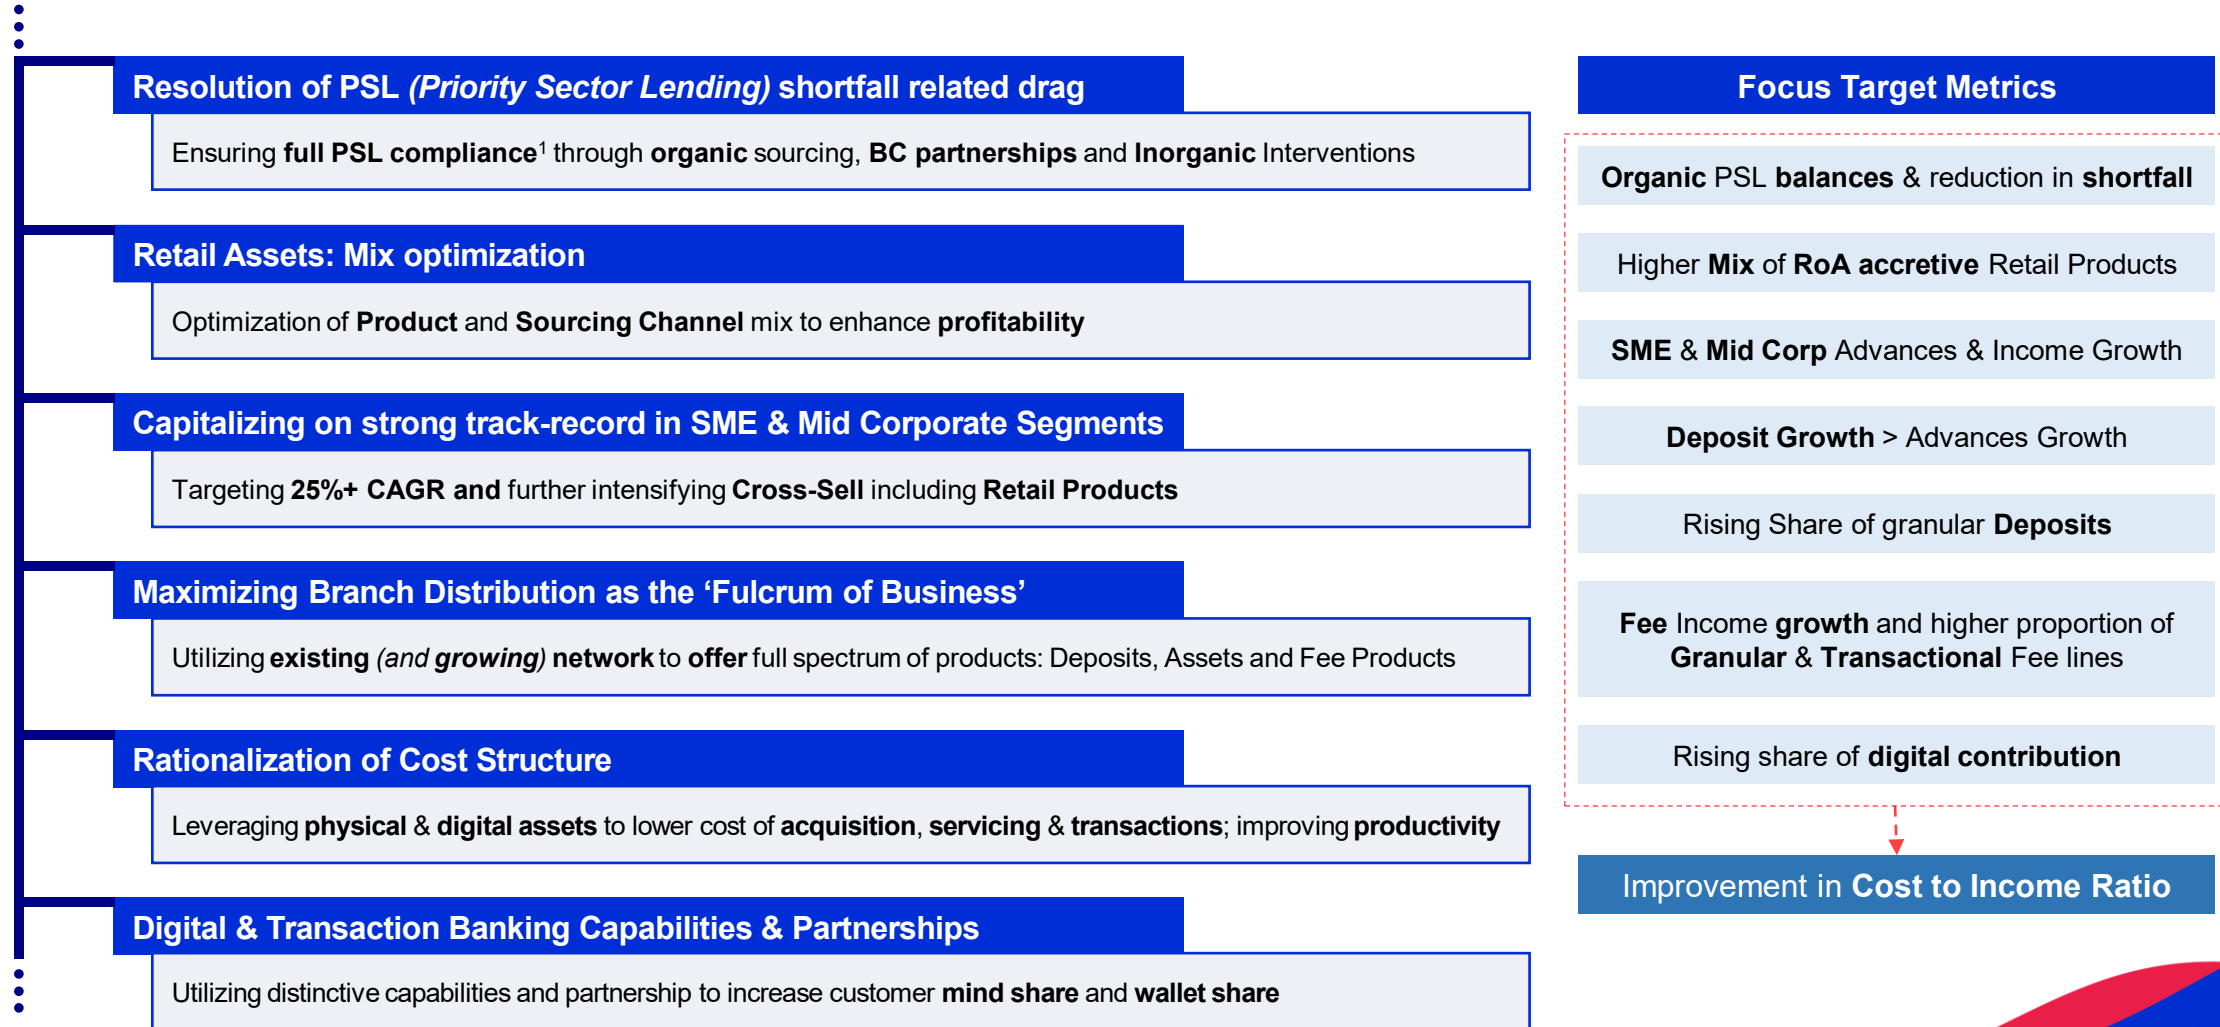 Resolution of PSL (Priority Sector Lending) shortfall related drag
Ensuring full PSL compliance¹ through organic sourcing, BC partnerships and Inorganic Interventions
Retail Assets: Mix optimization
Optimization of Product and Sourcing Channel mix to enhance profitability
Capitalizing on strong track-record in SME & Mid Corporate Segments
Targeting 25%+ CAGR and further intensifying Cross-Sell including Retail Products
Maximizing Branch Distribution as the ‘Fulcrum of Business’
Utilizing existing (and growing) network to offer full spectrum of products: Deposits, Assets and Fee Products
Rationalization of Cost Structure
Leveraging physical & digital assets to lower cost of acquisition, servicing & transactions; improving productivity
Digital & Transaction Banking Capabilities & Partnerships
Utilizing distinctive capabilities and partnership to increase customer mind share and wallet share
Focus Target Metrics
Organic PSL balances & reduction in shortfall
Higher Mix of RoA accretive Retail Products
SME & Mid Corp Advances & Income Growth
Deposit Growth > Advances Growth
Rising Share of granular Deposits
Fee Income growth and higher proportion of
Granular & Transactional Fee lines
Rising share of digital contribution
Improvement in Cost to Income Ratio